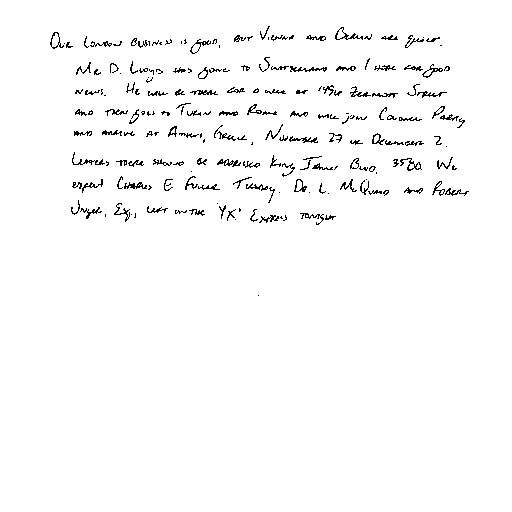 Our London business is good, but Vienna and Berlin are quiet.
Mr. D. Lloyd has gone to Switzerland and I hope for good
news. He will be there for a week at 1496 Zermott Street
and then goes to Turin and Rome and will join Colonel Parry
and arrive at Athens, Greece, November 27 or December 2.
Letters there should be addressed King James Blvd. 3580. We
expect Charles E. Fuller Tuesday. Dr. L. McQuaid and Robert
Unger, Esq., left on the 'YX' Express tonight